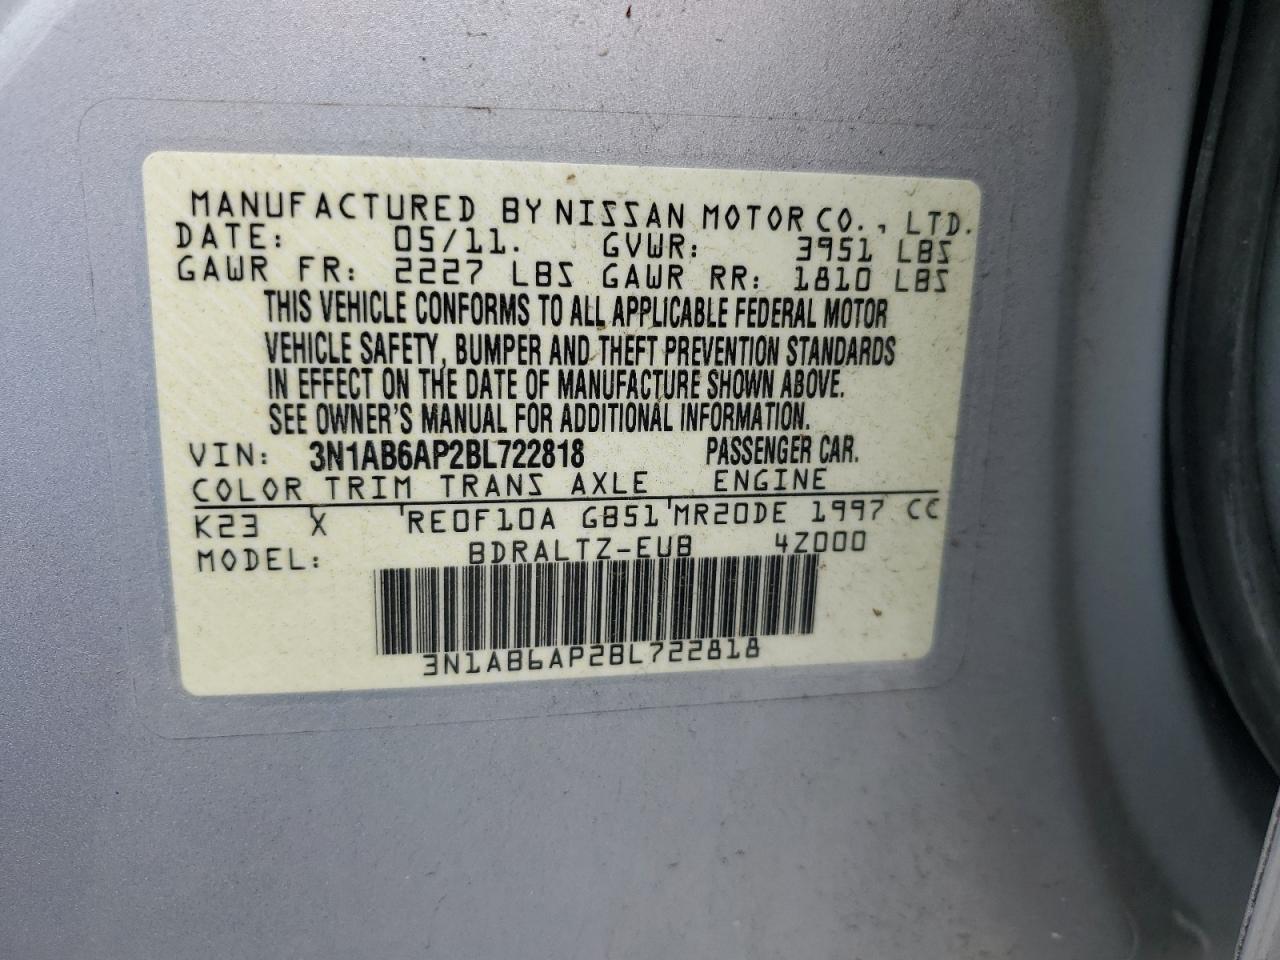 MANUFACTURED BY NISSAN MOTOR CO., LTD.
DATE: 05/11. GVWR: 3951 LBS
GAWR FR: 2227 LBS GAWR RR: 1810 LBS
THIS VEHICLE CONFORMS TO ALL APPLICABLE FEDERAL MOTOR
VEHICLE SAFETY, BUMPER AND THEFT PREVENTION STANDARDS
IN EFFECT ON THE DATE OF MANUFACTURE SHOWN ABOVE.
SEE OWNER'S MANUAL FOR ADDITIONAL INFORMATION.
VIN: 3N1AB6AP2BL722818 PASSENGER CAR.
COLOR TRIM TRANS AXLE ENGINE
K23 X RE0F10A GB51 MR20DE 1997 CC
MODEL: BDRALTZ-EUB 4Z000
3N1AB6AP2BL722818